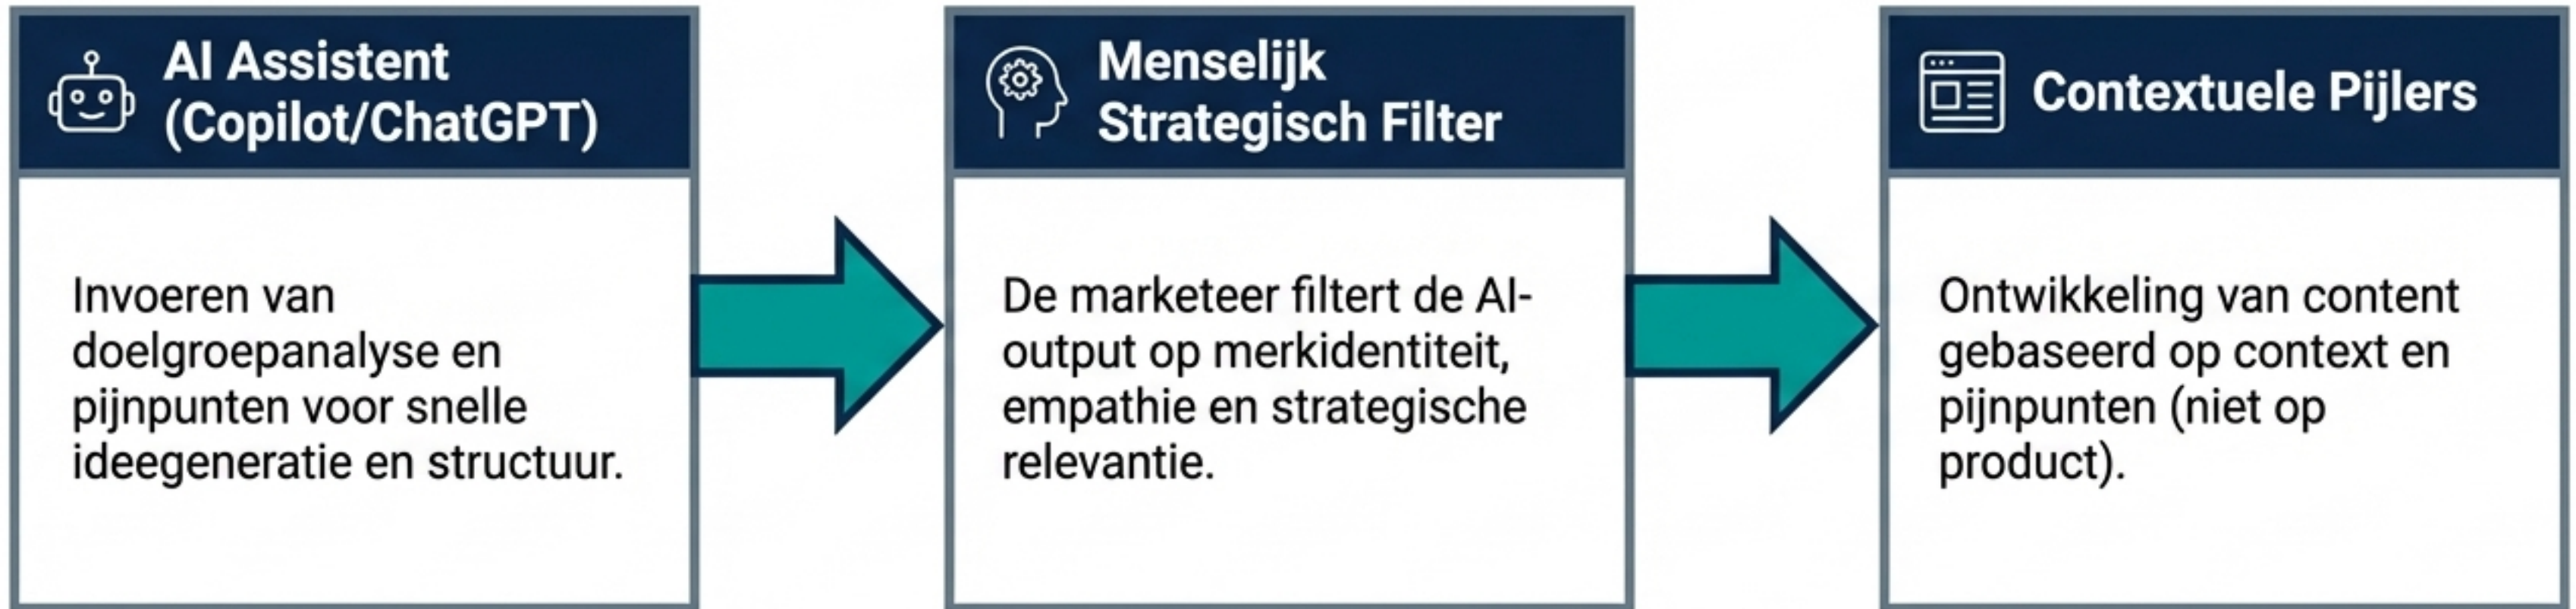 AI Assistent
(Copilot/ChatGPT)
Invoeren van
doelgroepanalyse en
pijnpunten voor snelle
ideegeneratie en structuur.
Menselijk
Strategisch Filter
De marketeer filtert de AI-
output op merkidentiteit,
empathie en strategische
relevantie.
Contextuele Pijlers
Ontwikkeling van content
gebaseerd op context en
pijnpunten (niet op
product).